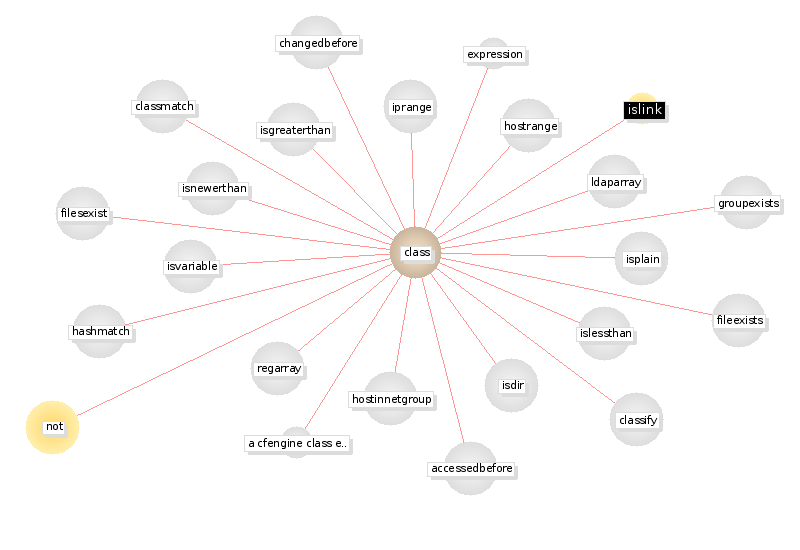 changedbefore
expression
classmatch
iprange
islink
isgreaterthan
hostrange
isnewerthan
ldaparray
filesexist
groupexists
class
isvariable
isplain
hashmatch
fileexists
islessthan
regarray
isdir
hostinnetgroup
not
classify
a cfengine class e..
accessedbefore